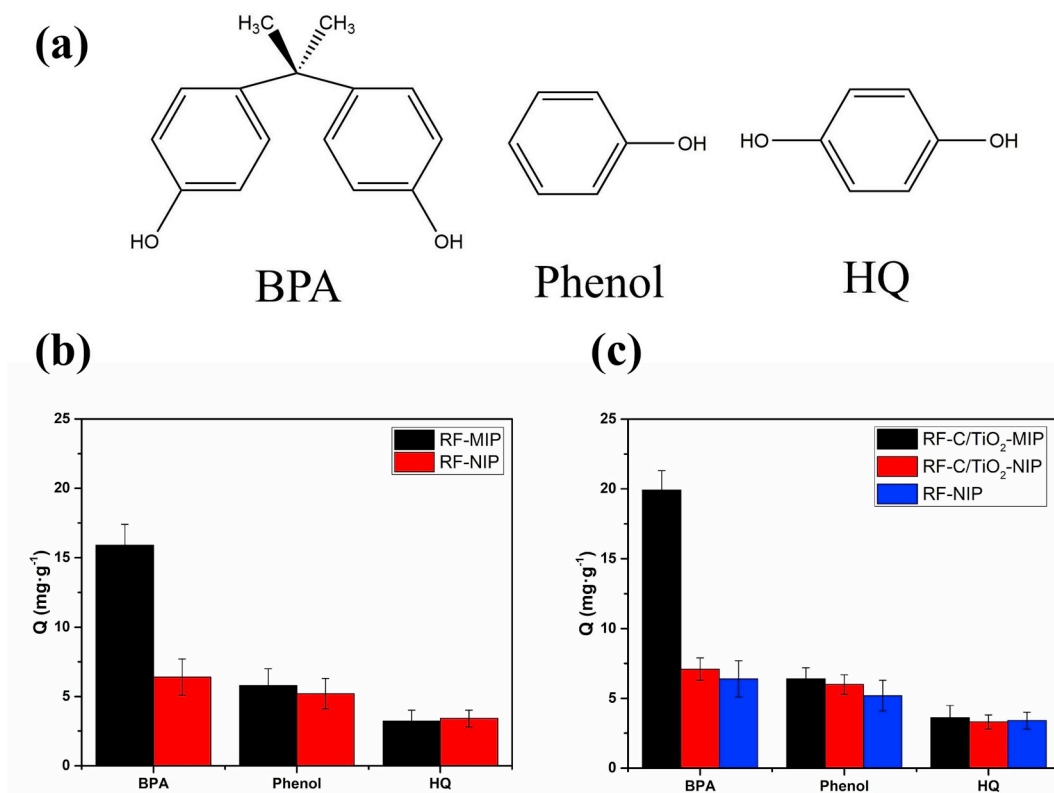 (a)
H₃C CH₃
HO OH
OH
HO OH
BPA
Phenol
HQ
(b)
(c)
25
20
15
10
5
0
Q (mg·g⁻¹)
RF-MIP
RF-NIP
BPA Phenol HQ
25
20
15
10
5
0
Q (mg·g⁻¹)
RF-C/TiO₂-MIP
RF-C/TiO₂-NIP
RF-NIP
BPA Phenol HQ